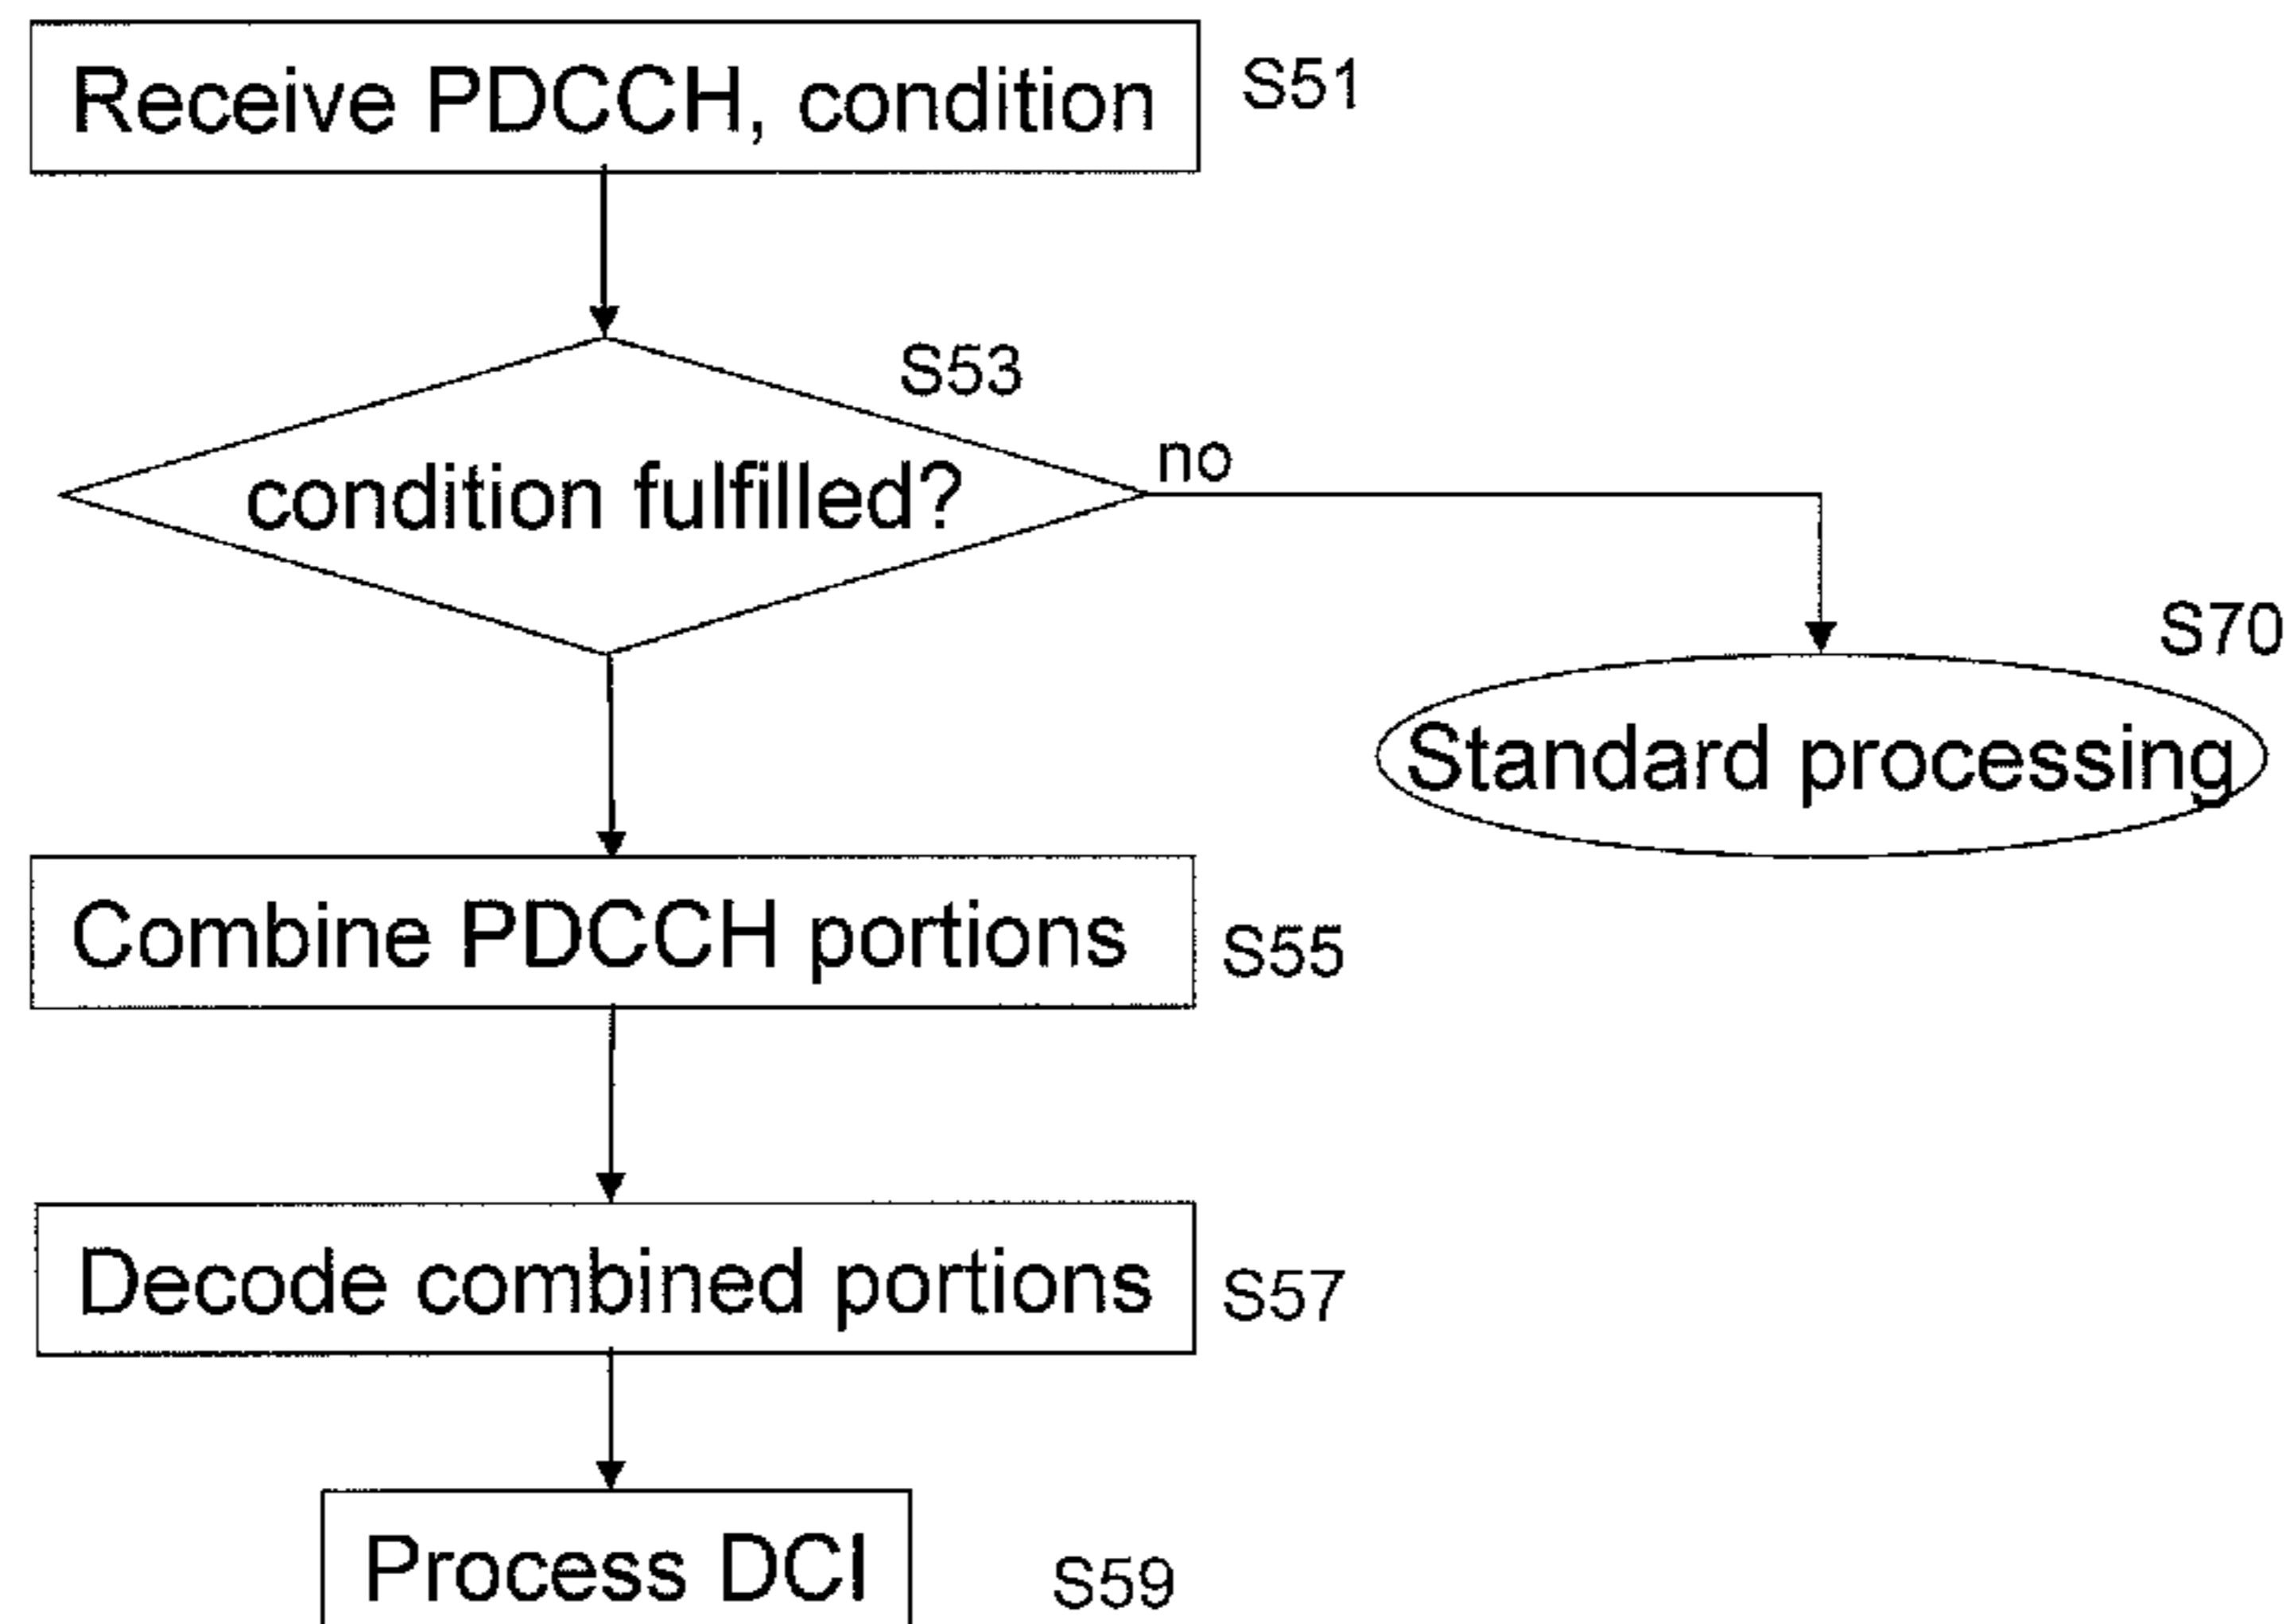 Receive PDCCH, condition
S51
S53
condition fulfilled?
no
S70
Standard processing
Combine PDCCH portions
S55
Decode combined portions
S57
Process DCI
S59